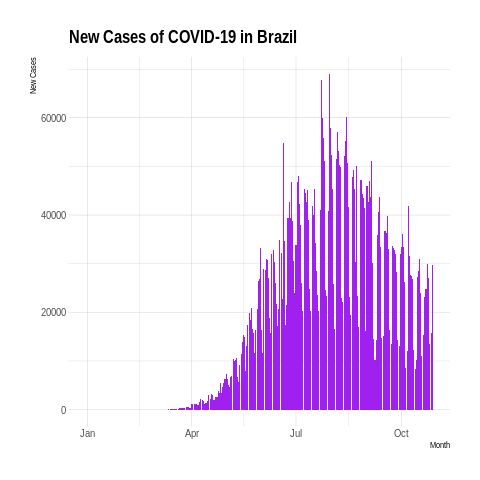 New Cases of COVID-19 in Brazil
New Cases
60000
40000
20000
0
Jan Apr Jul Oct
Month